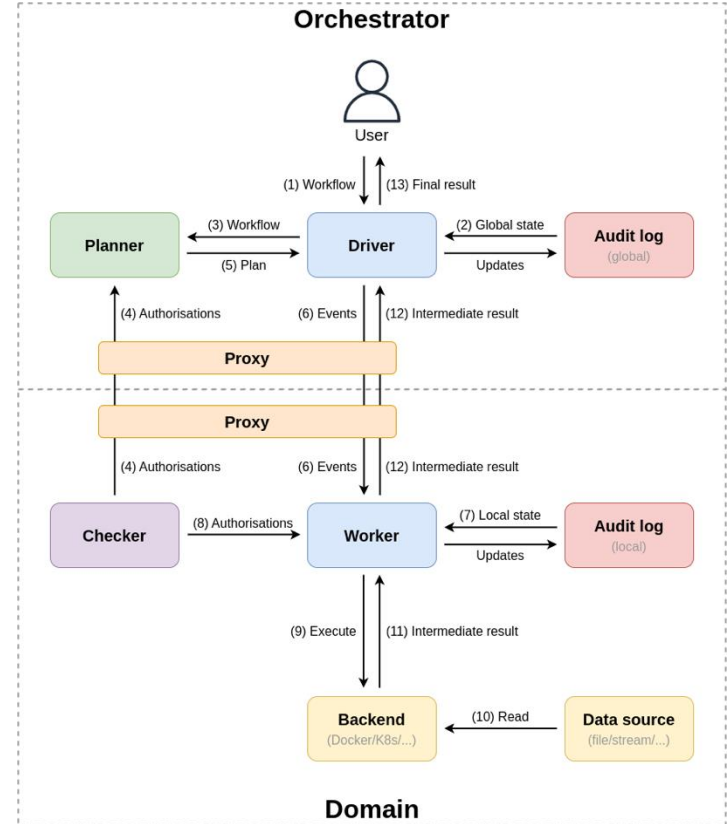 Orchestrator
User
(1) Workflow
(13) Final result
Planner
(3) Workflow
(5) Plan
Driver
(2) Global state
Updates
Audit log
(global)
(4) Authorisations
(6) Events
(12) Intermediate result
Proxy
Proxy
(4) Authorisations
(6) Events
(12) Intermediate result
Checker
(8) Authorisations
Worker
(7) Local state
Updates
Audit log
(local)
(9) Execute
(11) Intermediate result
Backend
(Docker/K8s/...)
(10) Read
Data source
(file/stream/...)
Domain